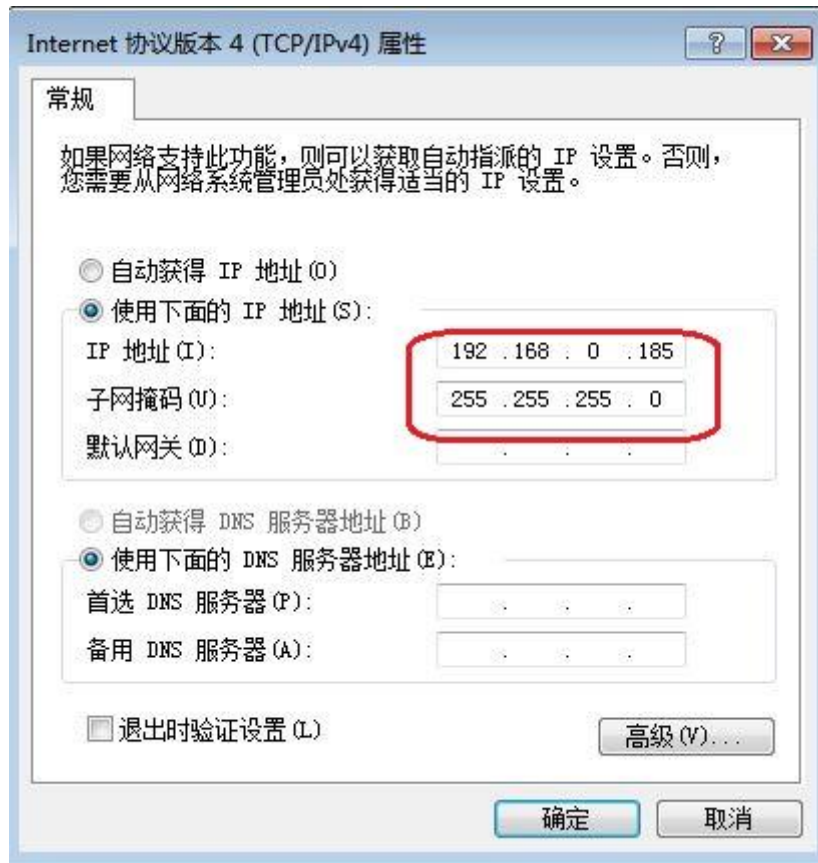 Internet 协议版本 4 (TCP/IPv4) 属性
常规
如果网络支持此功能，则可以获取自动指派的 IP 设置。否则，
您需要从网络系统管理员处获得适当的 IP 设置。
自动获得 IP 地址(O)
使用下面的 IP 地址(S):
IP 地址(I): 192 .168 . 0 .185
子网掩码(U): 255 .255 .255 . 0
默认网关(D): . . .
自动获得 DNS 服务器地址(B)
使用下面的 DNS 服务器地址(E):
首选 DNS 服务器(P): . . .
备用 DNS 服务器(A): . . .
退出时验证设置(L)
高级(V)...
确定 取消